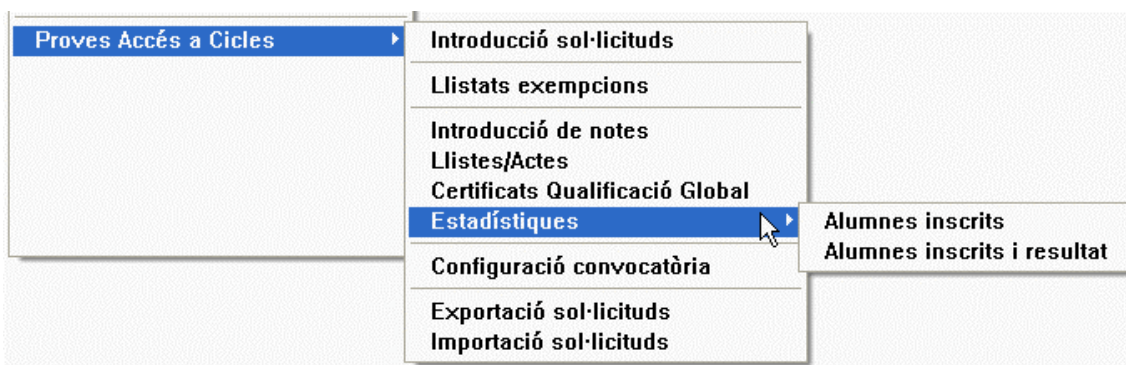 Proves Accés a Cicles
Introducció sol·licituds
Llistats exempcions
Introducció de notes
Llistes/Actes
Certificats Qualificació Global
Estadístiques
Alumnes inscrits
Alumnes inscrits i resultat
Configuració convocatòria
Exportació sol·licituds
Importació sol·licituds